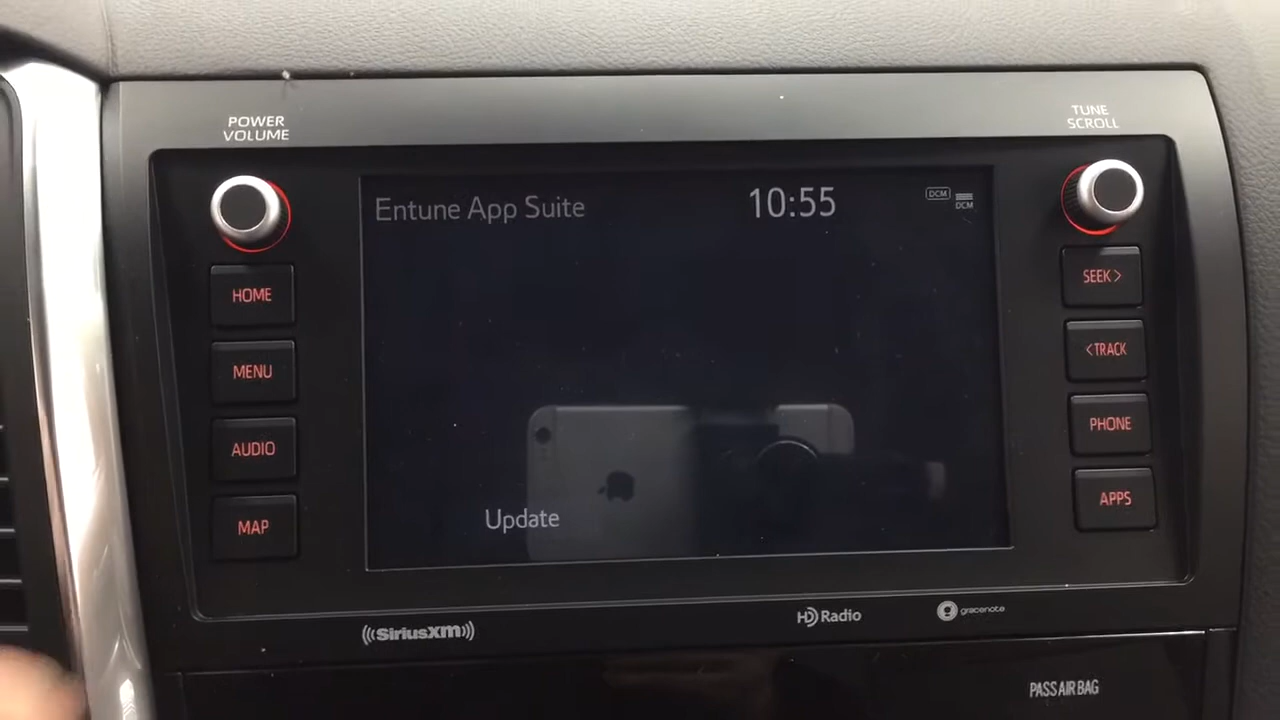 POWER
VOLUME
TUNE
SCROLL
Entune App Suite
10:55
DCM
DCM
HOME
SEEK>
MENU
<TRACK
AUDIO
PHONE
MAP
APPS
Update
((SiriusXM))
HD Radio
gracenote
PASS AIR BAG